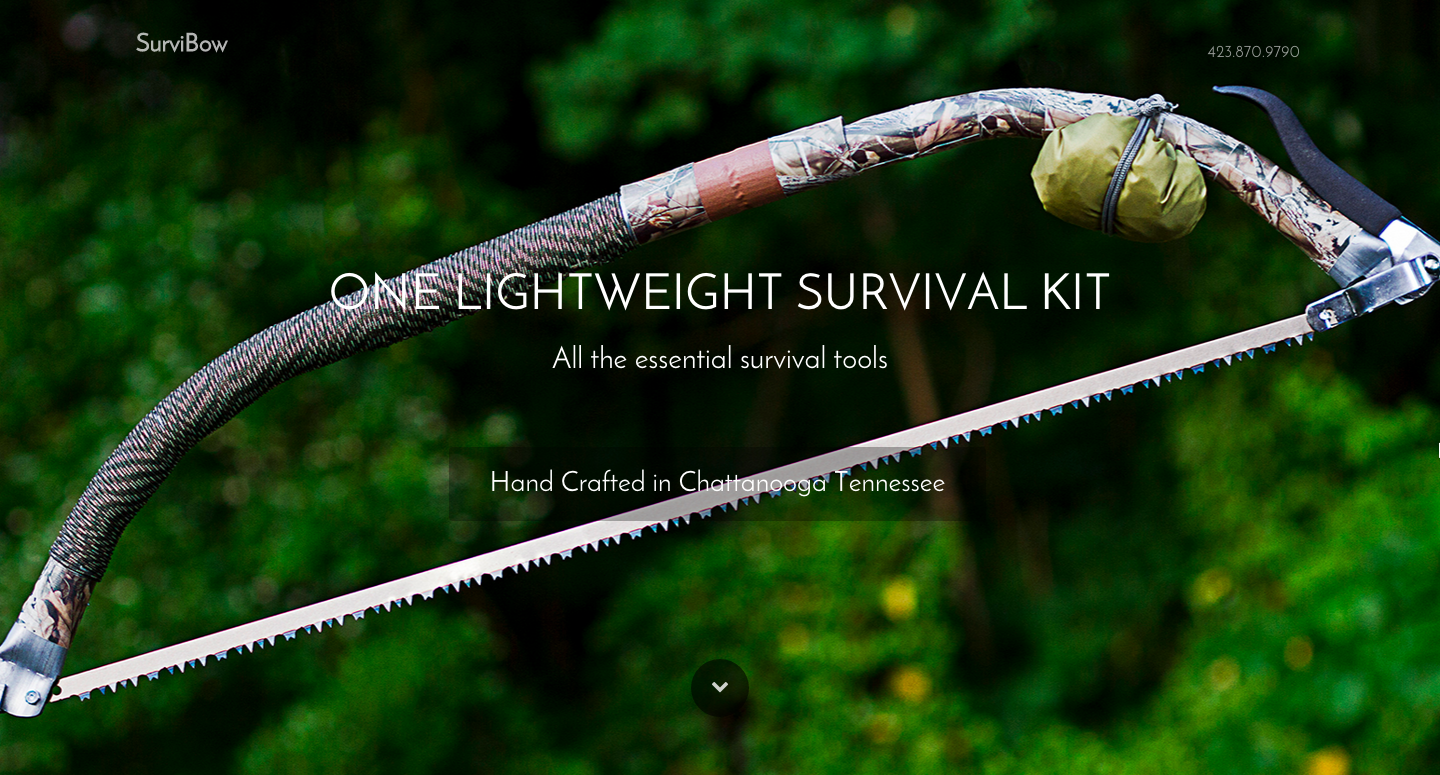 SurviBow
423.870.9790
ONE LIGHTWEIGHT SURVIVAL KIT
All the essential survival tools
Hand Crafted in Chattanooga Tennessee